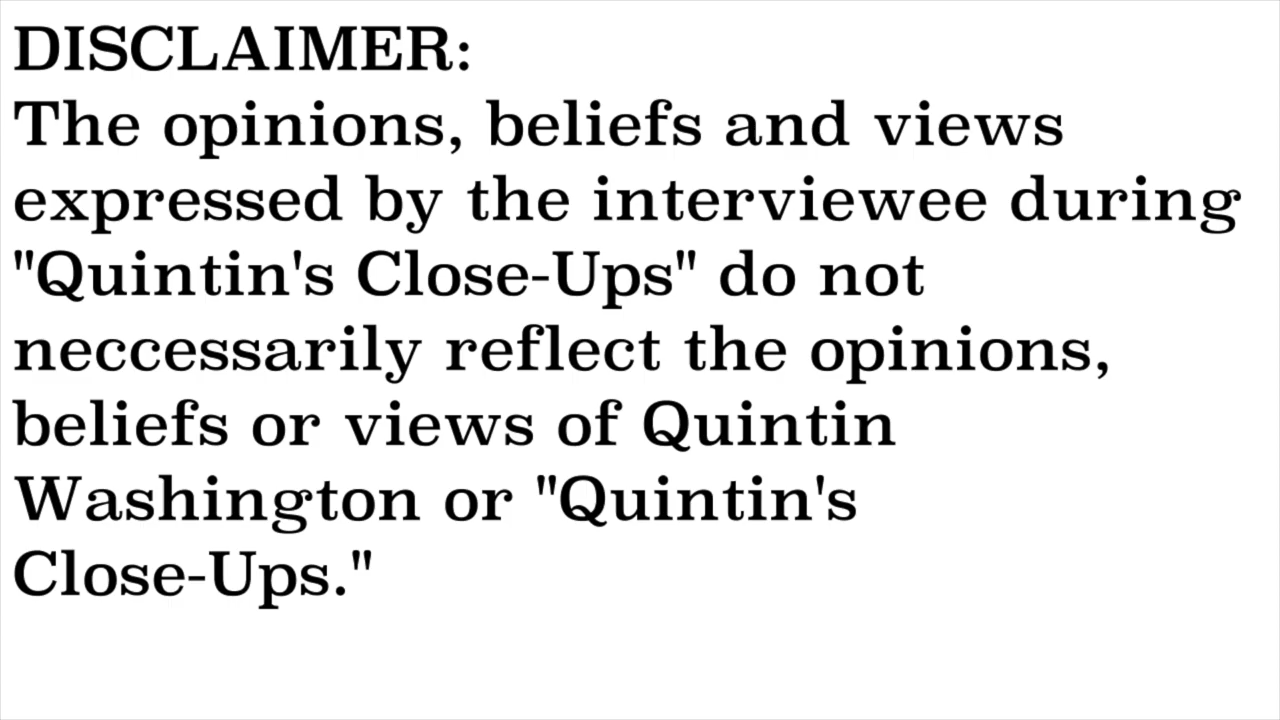 DISCLAIMER:
The opinions, beliefs and views
expressed by the interviewee during
"Quintin's Close-Ups" do not
neccessarily reflect the opinions,
beliefs or views of Quintin
Washington or "Quintin's
Close-Ups."